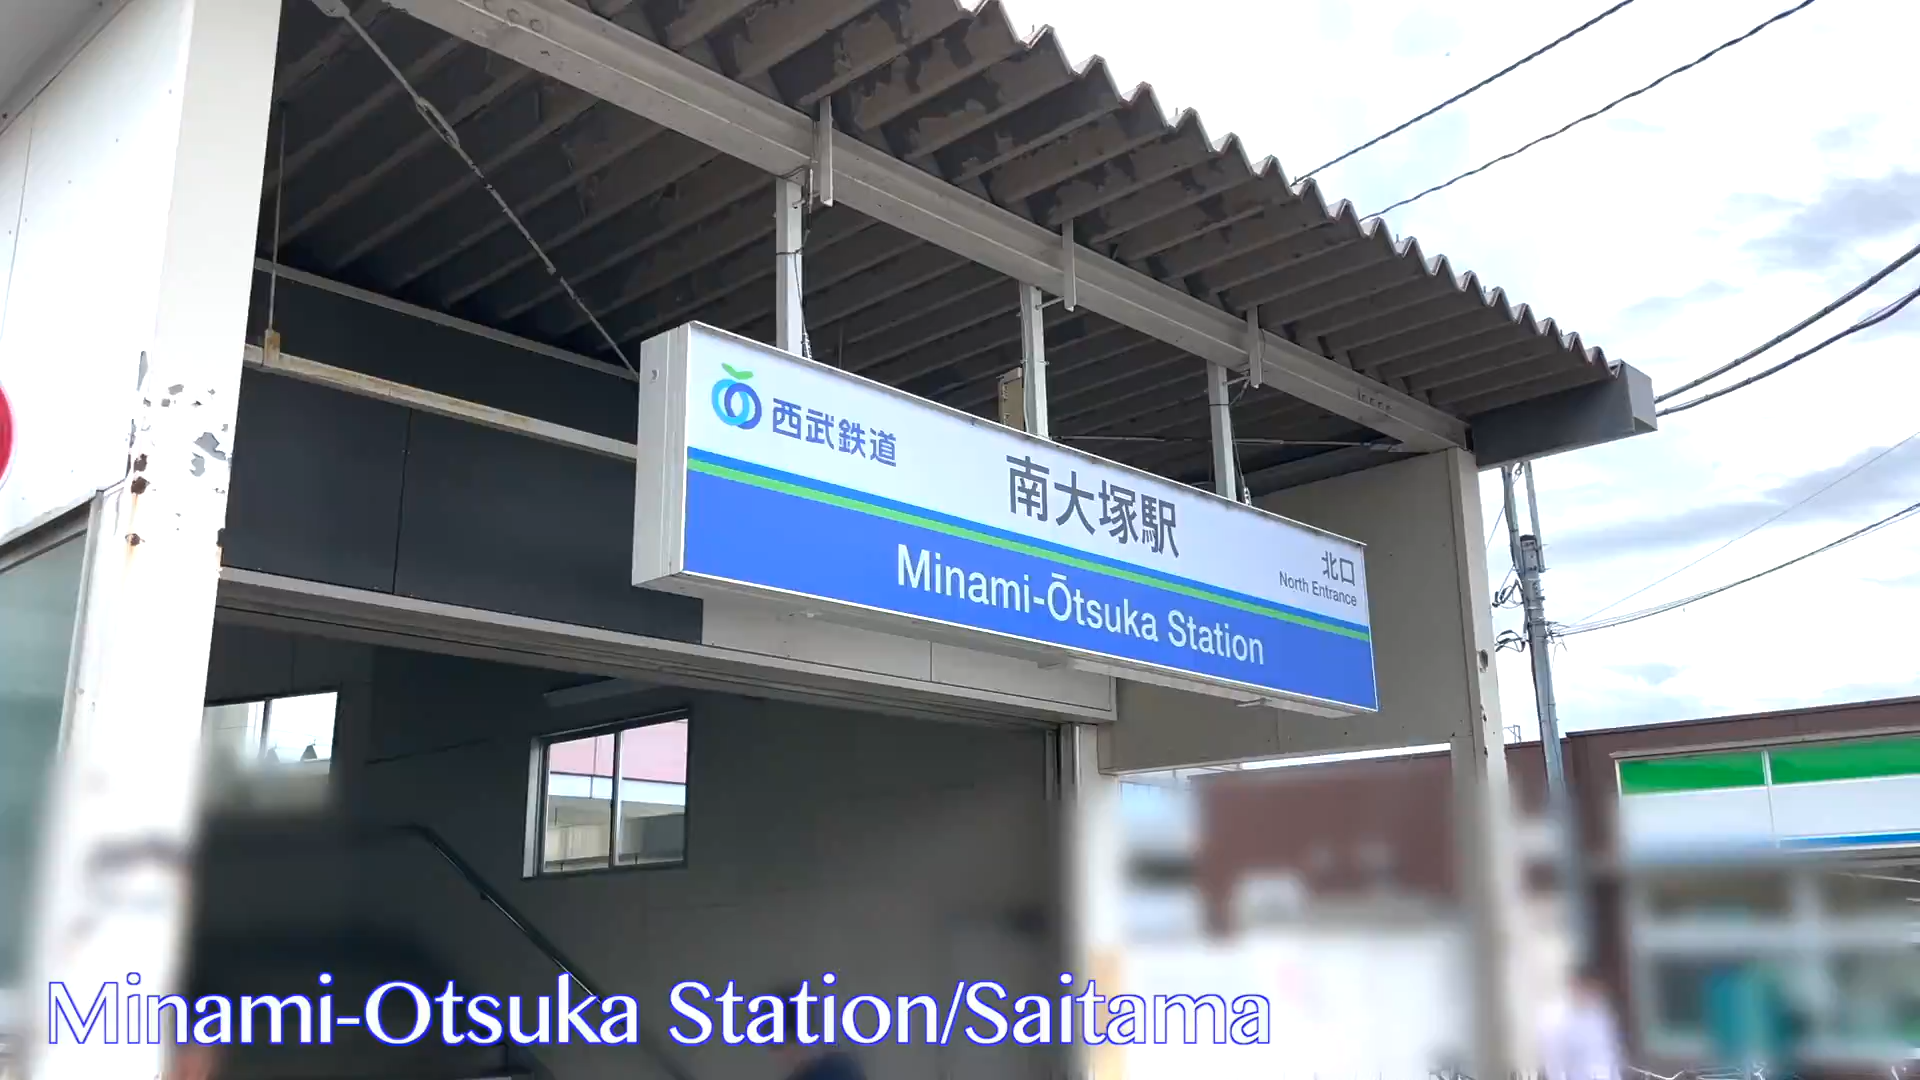 西武鉄道
南大塚駅
北口
North Entrance
Minami-Ōtsuka Station
Minami-Otsuka Station/Saitama